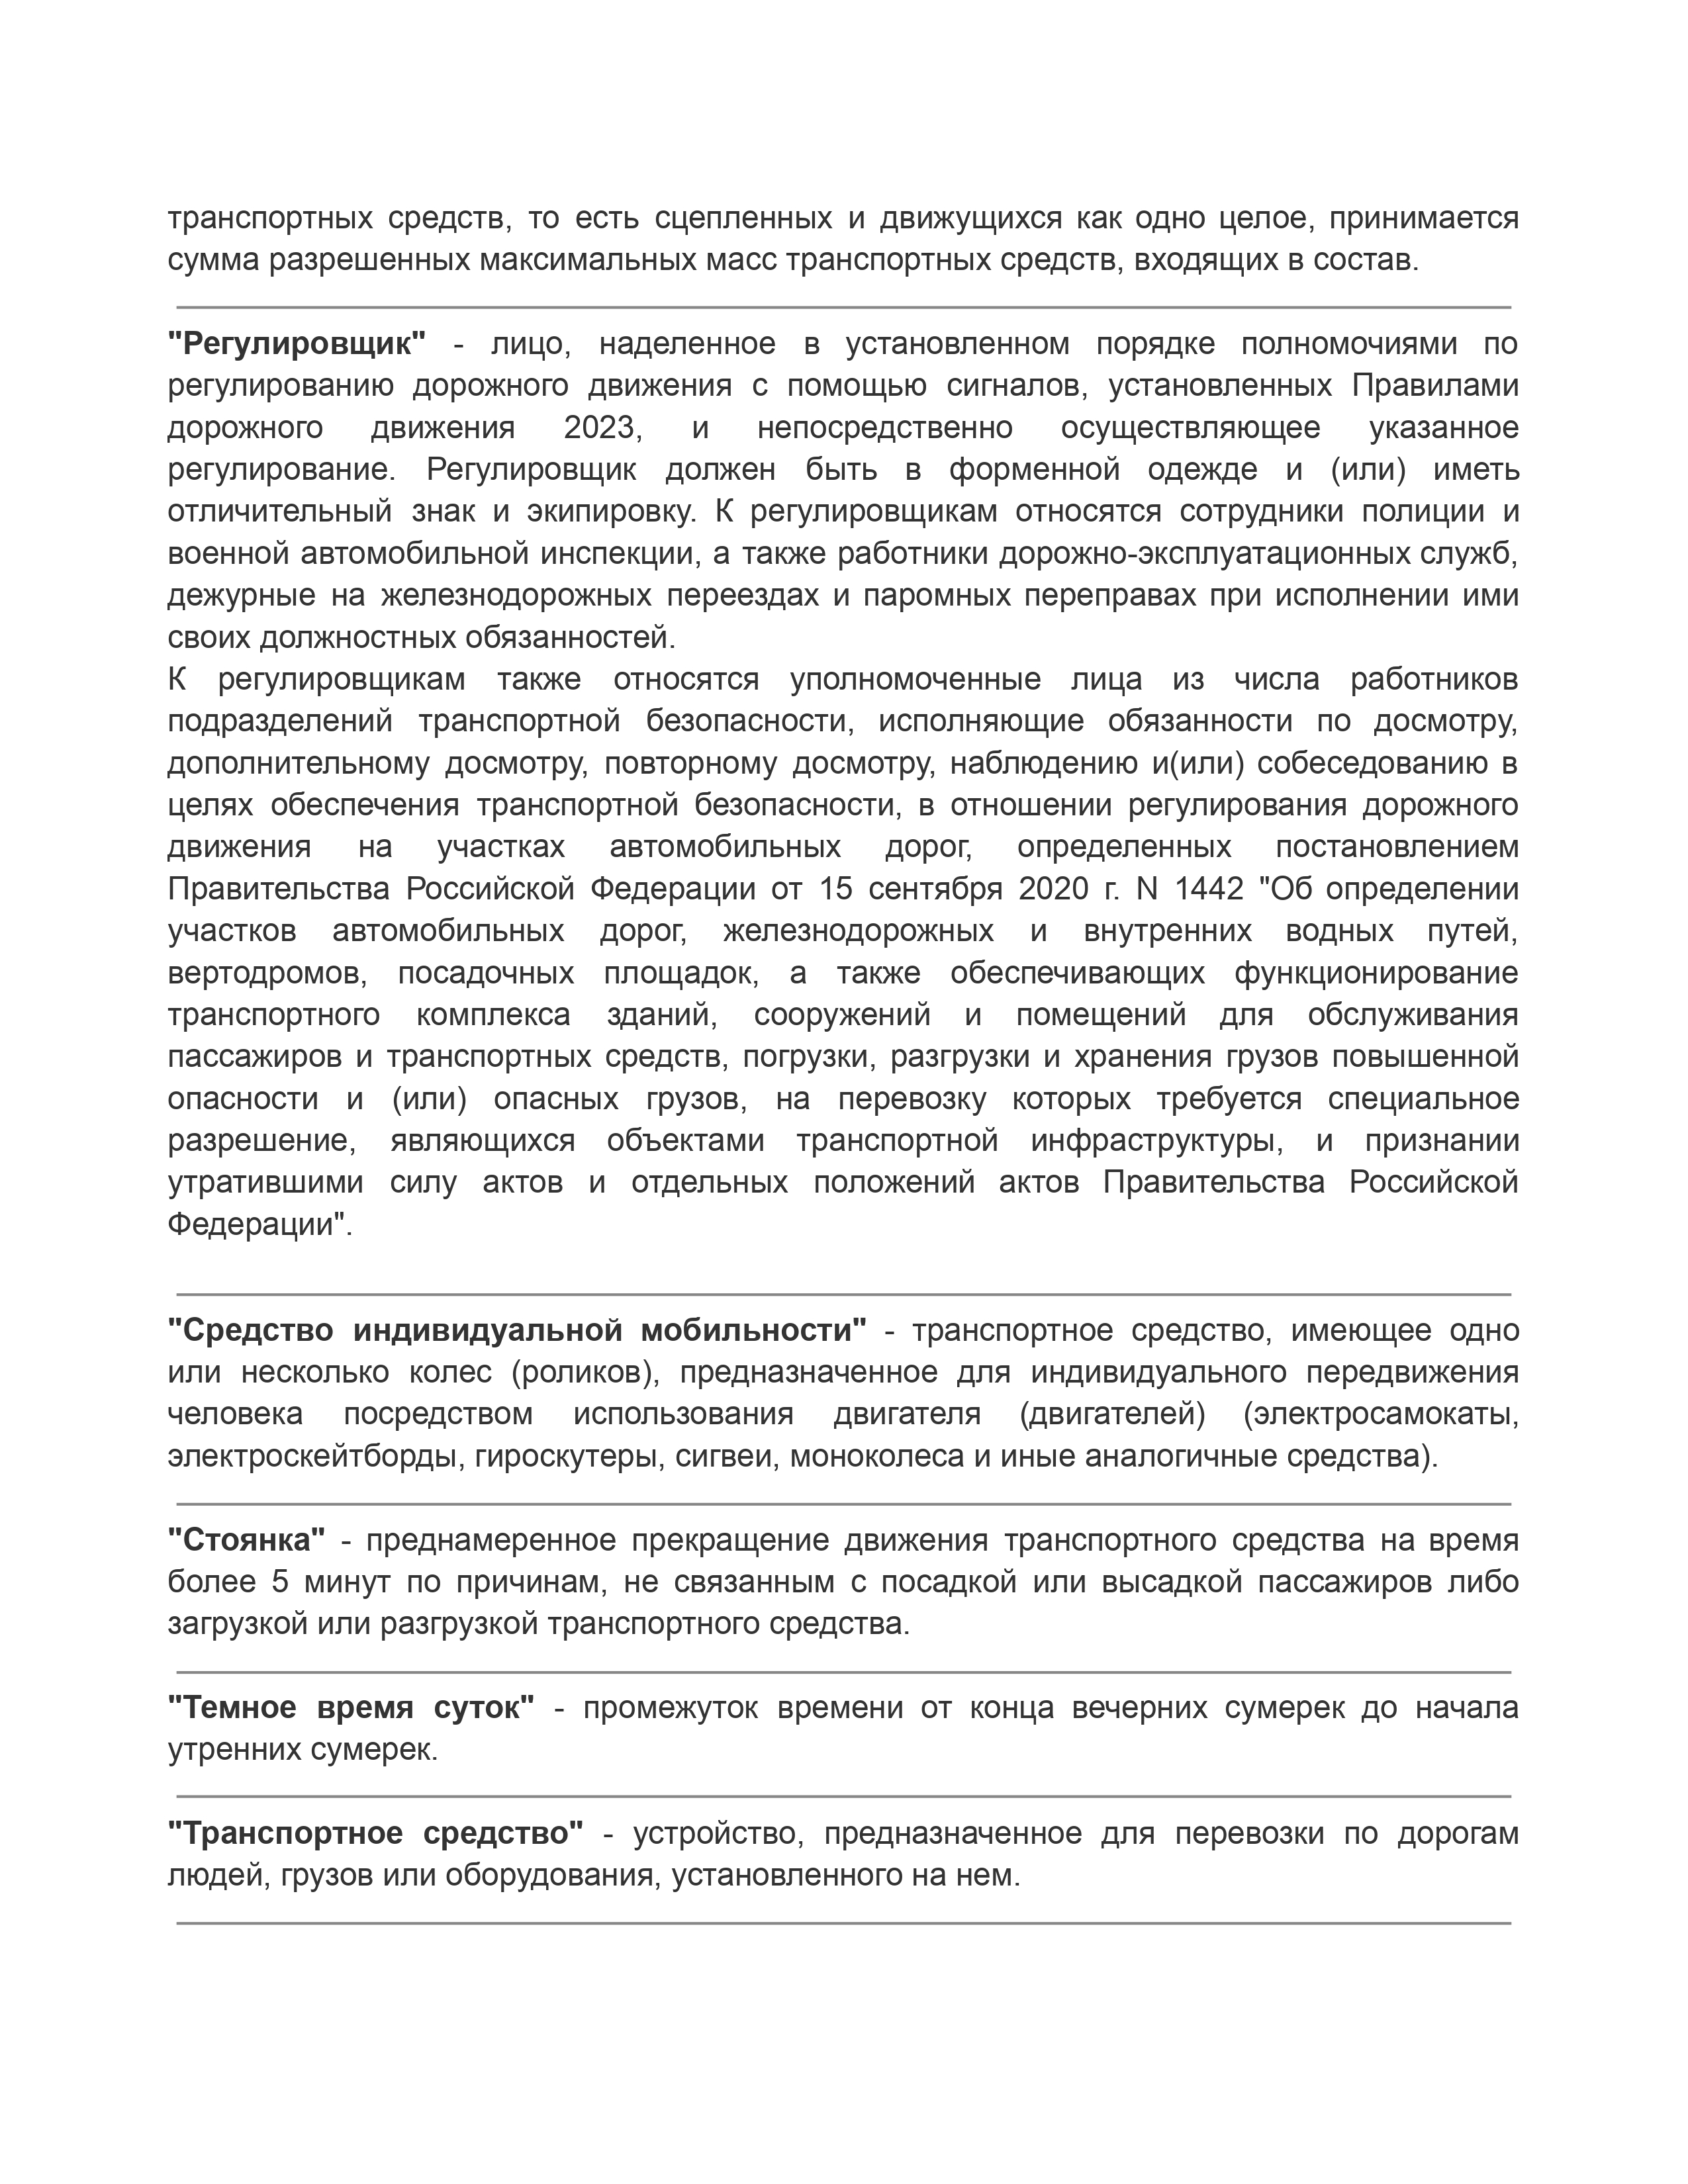 транспортных средств, то есть сцепленных и движущихся как одно целое, принимается
сумма разрешенных максимальных масс транспортных средств, входящих в состав.
"Регулировщик" - лицо, наделенное в установленном порядке полномочиями по
регулированию дорожного движения с помощью сигналов, установленных Правилами
дорожного движения 2023, и непосредственно осуществляющее указанное
регулирование. Регулировщик должен быть в форменной одежде и (или) иметь
отличительный знак и экипировку. К регулировщикам относятся сотрудники полиции и
военной автомобильной инспекции, а также работники дорожно-эксплуатационных служб,
дежурные на железнодорожных переездах и паромных переправах при исполнении ими
своих должностных обязанностей.
К регулировщикам также относятся уполномоченные лица из числа работников
подразделений транспортной безопасности, исполняющие обязанности по досмотру,
дополнительному досмотру, повторному досмотру, наблюдению и(или) собеседованию в
целях обеспечения транспортной безопасности, в отношении регулирования дорожного
движения на участках автомобильных дорог, определенных постановлением
Правительства Российской Федерации от 15 сентября 2020 г. N 1442 "Об определении
участков автомобильных дорог, железнодорожных и внутренних водных путей,
вертодромов, посадочных площадок, а также обеспечивающих функционирование
транспортного комплекса зданий, сооружений и помещений для обслуживания
пассажиров и транспортных средств, погрузки, разгрузки и хранения грузов повышенной
опасности и (или) опасных грузов, на перевозку которых требуется специальное
разрешение, являющихся объектами транспортной инфраструктуры, и признании
утратившими силу актов и отдельных положений актов Правительства Российской
Федерации".
"Средство индивидуальной мобильности" - транспортное средство, имеющее одно
или несколько колес (роликов), предназначенное для индивидуального передвижения
человека посредством использования двигателя (двигателей) (электросамокаты,
электроскейтборды, гироскутеры, сигвеи, моноколеса и иные аналогичные средства).
"Стоянка" - преднамеренное прекращение движения транспортного средства на время
более 5 минут по причинам, не связанным с посадкой или высадкой пассажиров либо
загрузкой или разгрузкой транспортного средства.
"Темное время суток" - промежуток времени от конца вечерних сумерек до начала
утренних сумерек.
"Транспортное средство" - устройство, предназначенное для перевозки по дорогам
людей, грузов или оборудования, установленного на нем.